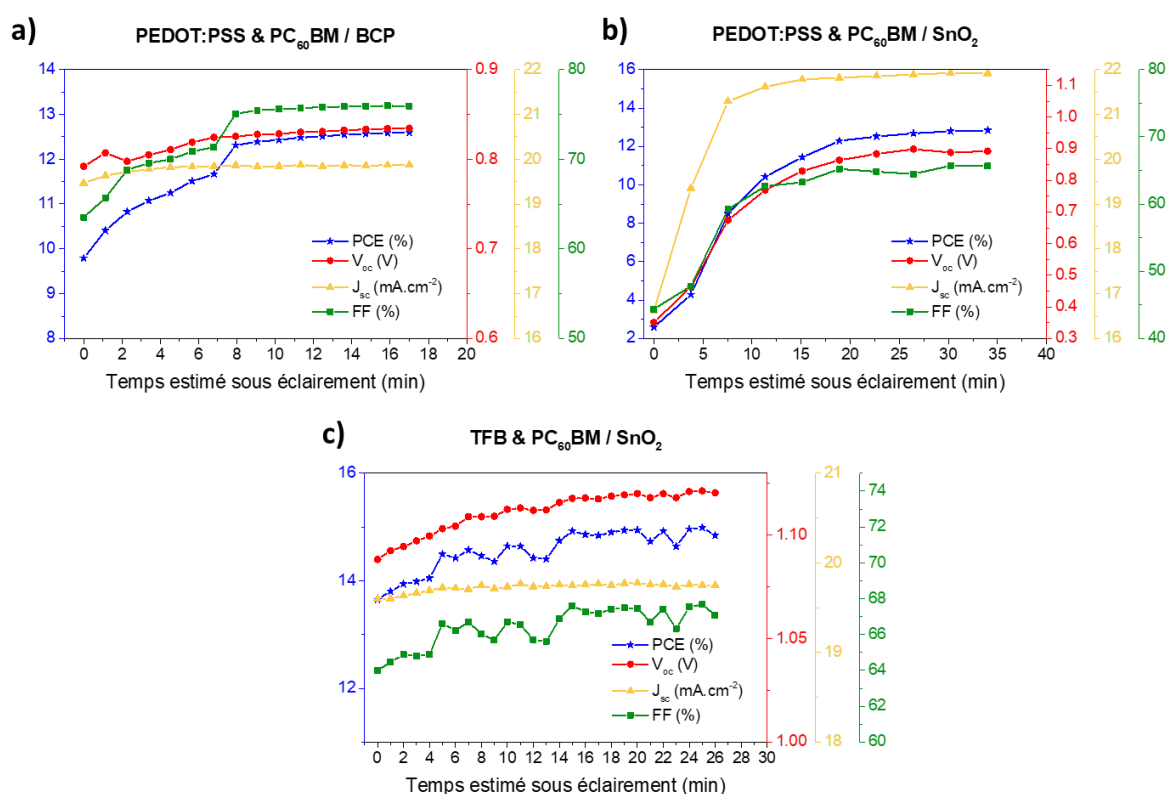 a)
PEDOT:PSS & PC₆₀BM / BCP
14
13
12
11
10
9
8
0.9
0.8
0.7
0.6
22
21
20
19
18
17
16
80
70
60
50
PCE (%)
Voc (V)
Jsc (mA.cm⁻²)
FF (%)
0 2 4 6 8 10 12 14 16 18 20
Temps estimé sous éclairement (min)
b)
PEDOT:PSS & PC₆₀BM / SnO₂
16
14
12
10
8
6
4
2
1.1
1.0
0.9
0.8
0.7
0.6
0.5
0.4
0.3
22
21
20
19
18
17
16
80
70
60
50
40
PCE (%)
Voc (V)
Jsc (mA.cm⁻²)
FF (%)
0 5 10 15 20 25 30 35 40
Temps estimé sous éclairement (min)
c)
TFB & PC₆₀BM / SnO₂
16
14
12
1.10
1.05
1.00
21
20
19
18
74
72
70
68
66
64
62
60
PCE (%)
Voc (V)
Jsc (mA.cm⁻²)
FF (%)
0 2 4 6 8 10 12 14 16 18 20 22 24 26 28 30
Temps estimé sous éclairement (min)